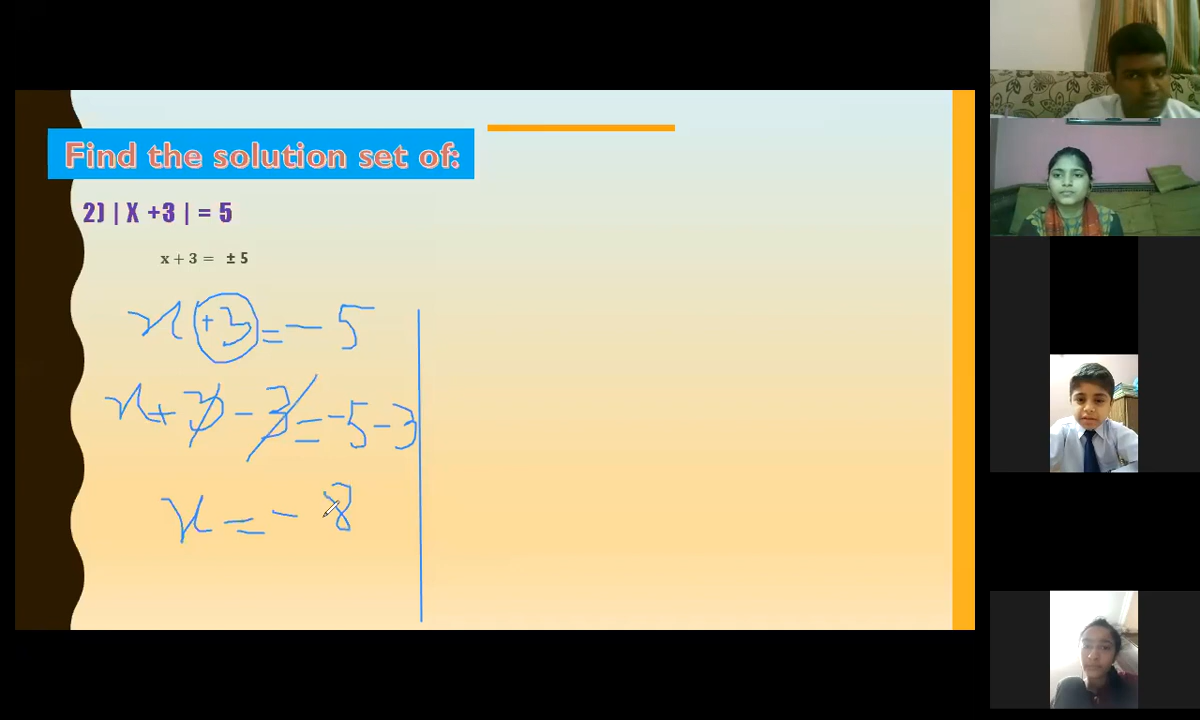 Find the solution set of:
2) | X +3 | = 5
x + 3 = ± 5
x +3 = - 5
x + 3 - 3 = -5 - 3
x = - 8